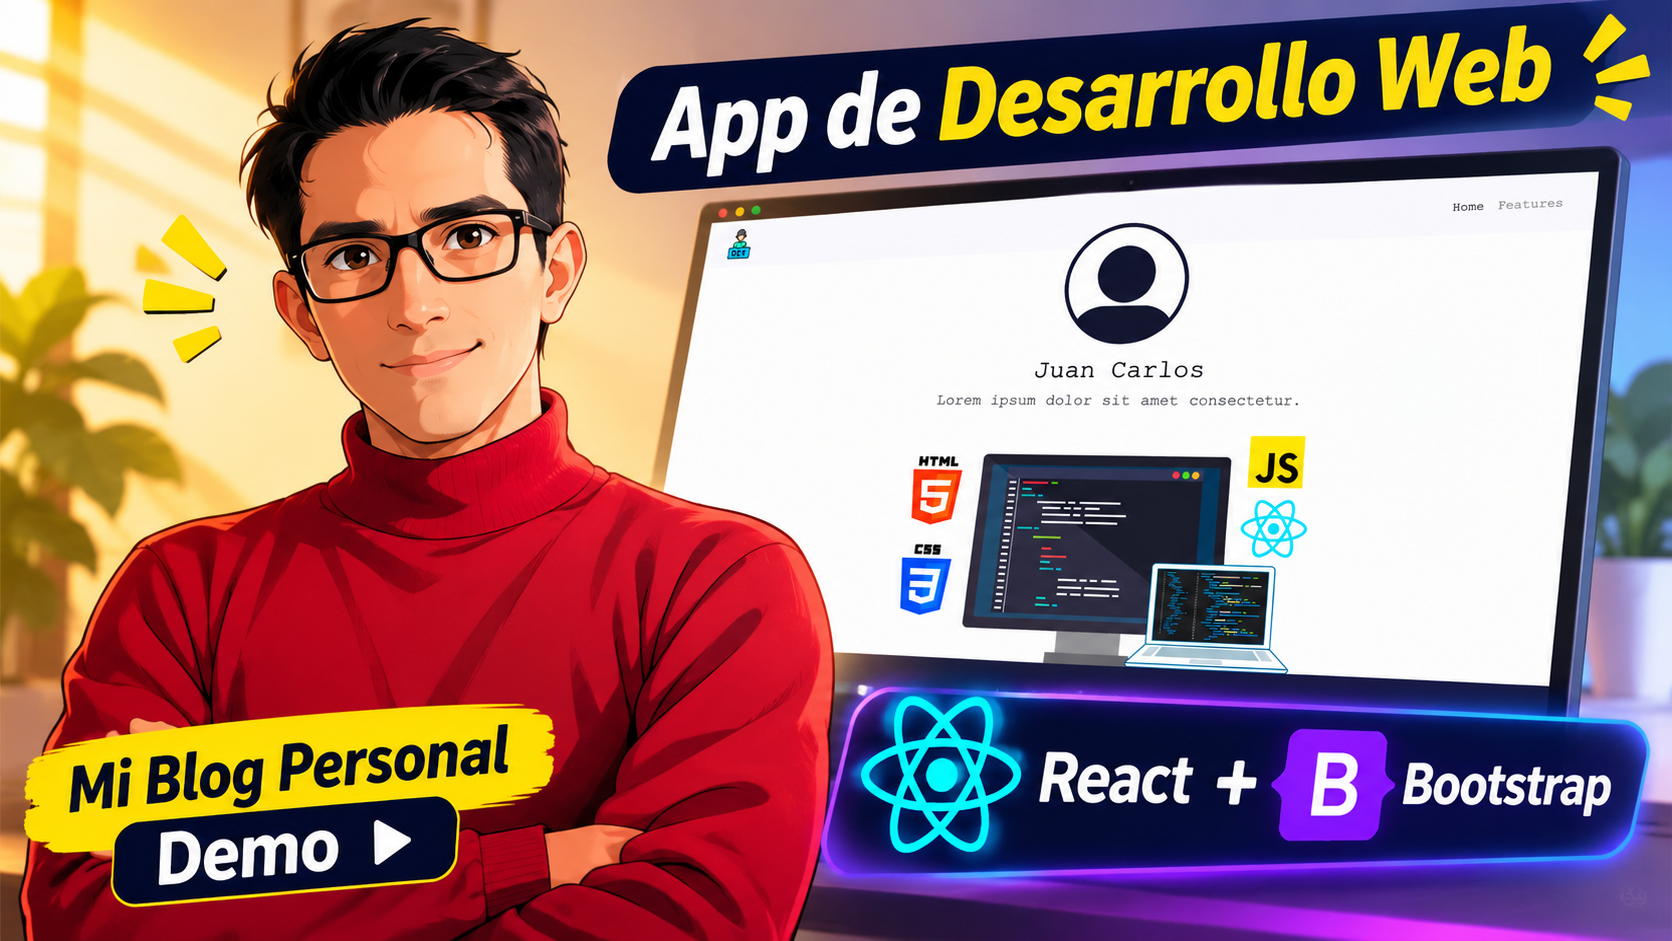 App de Desarrollo Web
Home Features
Juan Carlos
Lorem ipsum dolor sit amet consectetur.
HTML
5
JS
CSS
3
Mi Blog Personal
Demo
React + B Bootstrap